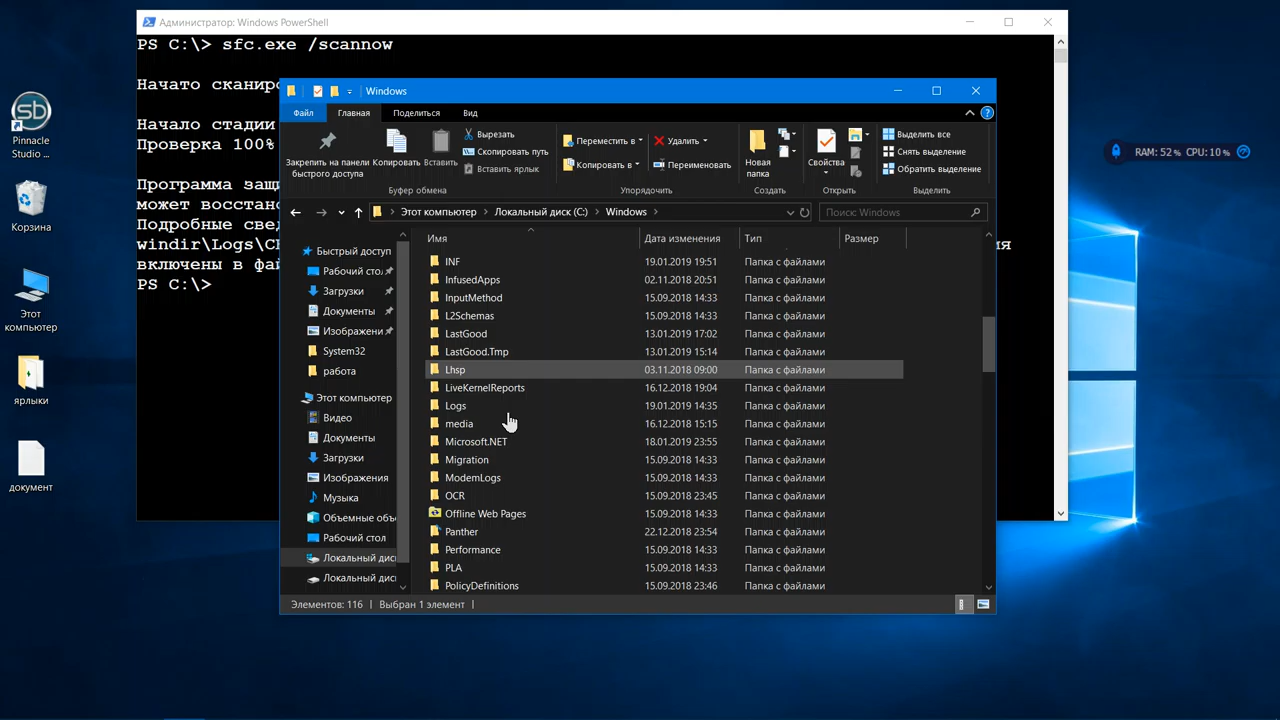 Администратор: Windows PowerShell
PS C:\> sfc.exe /scannow
Начато сканиро
Начало стадии
Проверка 100%
Программа защи
может восстано
Подробные све
windir\Logs\C
ия
включены в фай
PS C:\>
Windows
Файл
Главная
Поделиться
Вид
Закрепить на панели быстрого доступа
Копировать
Вставить
Вырезать
Скопировать путь
Вставить ярлык
Буфер обмена
Переместить в
Копировать в
Удалить
Переименовать
Упорядочить
Новая папка
Создать
Свойства
Открыть
Выделить все
Снять выделение
Обратить выделение
Выделить
Этот компьютер
Локальный диск (C:)
Windows
Поиск: Windows
Имя
Дата изменения
Тип
Размер
INF 19.01.2019 19:51 Папка с файлами
InfusedApps 02.11.2018 20:51 Папка с файлами
InputMethod 15.09.2018 14:33 Папка с файлами
L2Schemas 15.09.2018 14:33 Папка с файлами
LastGood 13.01.2019 17:02 Папка с файлами
LastGood.Tmp 13.01.2019 15:14 Папка с файлами
Lhsp 03.11.2018 09:00 Папка с файлами
LiveKernelReports 16.12.2018 19:04 Папка с файлами
Logs 19.01.2019 14:35 Папка с файлами
media 16.12.2018 15:15 Папка с файлами
Microsoft.NET 18.01.2019 23:55 Папка с файлами
Migration 15.09.2018 14:33 Папка с файлами
ModemLogs 15.09.2018 14:33 Папка с файлами
OCR 15.09.2018 23:45 Папка с файлами
Offline Web Pages 15.09.2018 14:33 Папка с файлами
Panther 22.12.2018 23:54 Папка с файлами
Performance 15.09.2018 14:33 Папка с файлами
PLA 15.09.2018 14:33 Папка с файлами
PolicyDefinitions 15.09.2018 23:46 Папка с файлами
Быстрый доступ
Рабочий стол
Загрузки
Документы
Изображени
System32
работа
Этот компьютер
Видео
Документы
Загрузки
Изображения
Музыка
Объемные объ
Рабочий стол
Локальный дис
Локальный дис
Элементов: 116
Выбран 1 элемент
Pinnacle
Studio ...
Корзина
Этот
компьютер
ярлыки
документ
RAM: 52% CPU: 10%